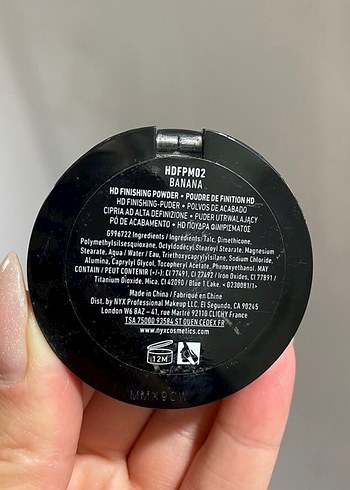 HDFPM02
BANANA
HD FINISHING POWDER • POUDRE DE FINITION HD
HD FINISHING-PUDER • POLVOS DE ACABADO
CIPRIA AD ALTA DEFINIZIONE • PUDER UTRWALAJĄCY
PÓ DE ACABAMENTO • HD ΠΟΥΔΡΑ ΦΙΝΙΡΙΣΜΑΤΟΣ
G996722 Ingredients / Ingrédients: Talc, Dimethicone,
Polymethylsilsesquioxane, Octyldodecyl Stearoyl Stearate, Magnesium
Stearate, Aqua / Water / Eau, Triethoxycaprylylsilane, Sodium Chloride,
Alumina, Caprylyl Glycol, Tocopheryl Acetate, Phenoxyethanol. MAY
CONTAIN / PEUT CONTENIR (+/-): CI 77491, CI 77492 / Iron Oxides, CI 77891 /
Titanium Dioxide, Mica, CI 42090 / Blue 1 Lake. <0230891/1>
Made in China / Fabriqué en Chine
Dist. by NYX Professional Makeup LLC, El Segundo, CA 90245
London W6 8AZ - 41, rue Martre 92110 CLICHY France
TSA 75000 93584 ST OUEN CEDEX FR
www.nyxcosmetics.com
12M